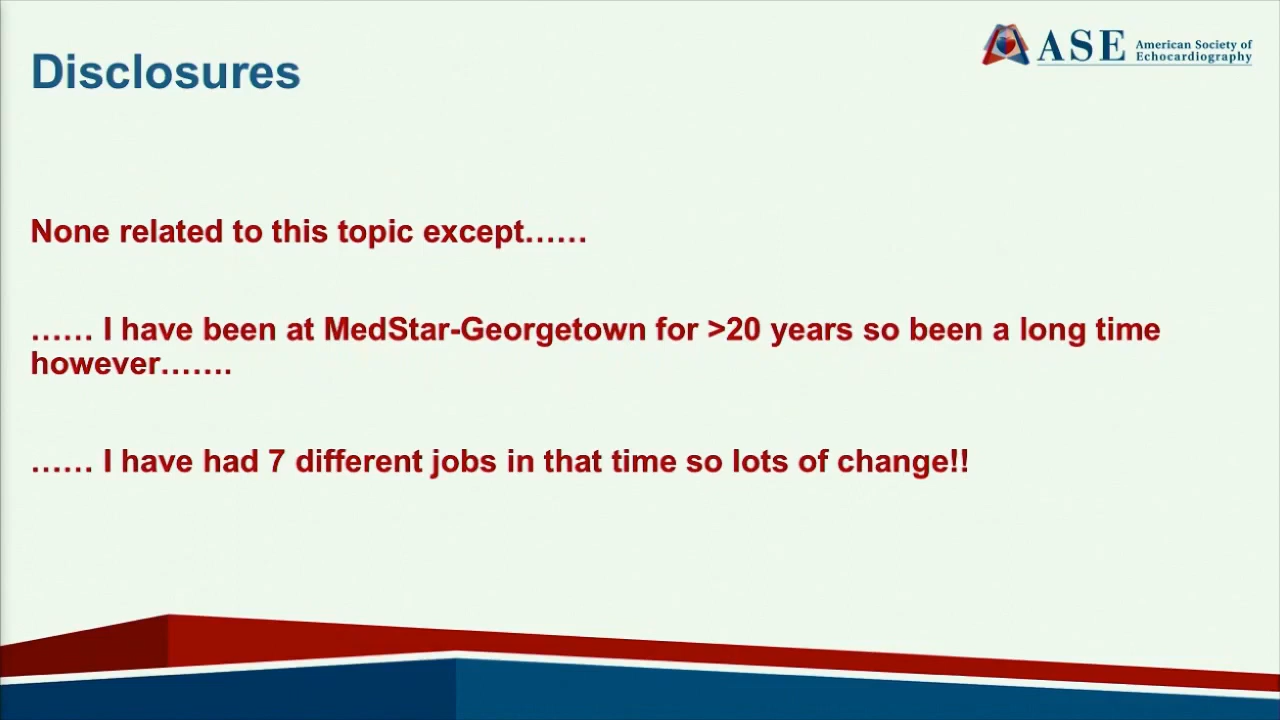 Disclosures
ASE American Society of
Echocardiography
None related to this topic except......
...... I have been at MedStar-Georgetown for >20 years so been a long time
however.......
...... I have had 7 different jobs in that time so lots of change!!